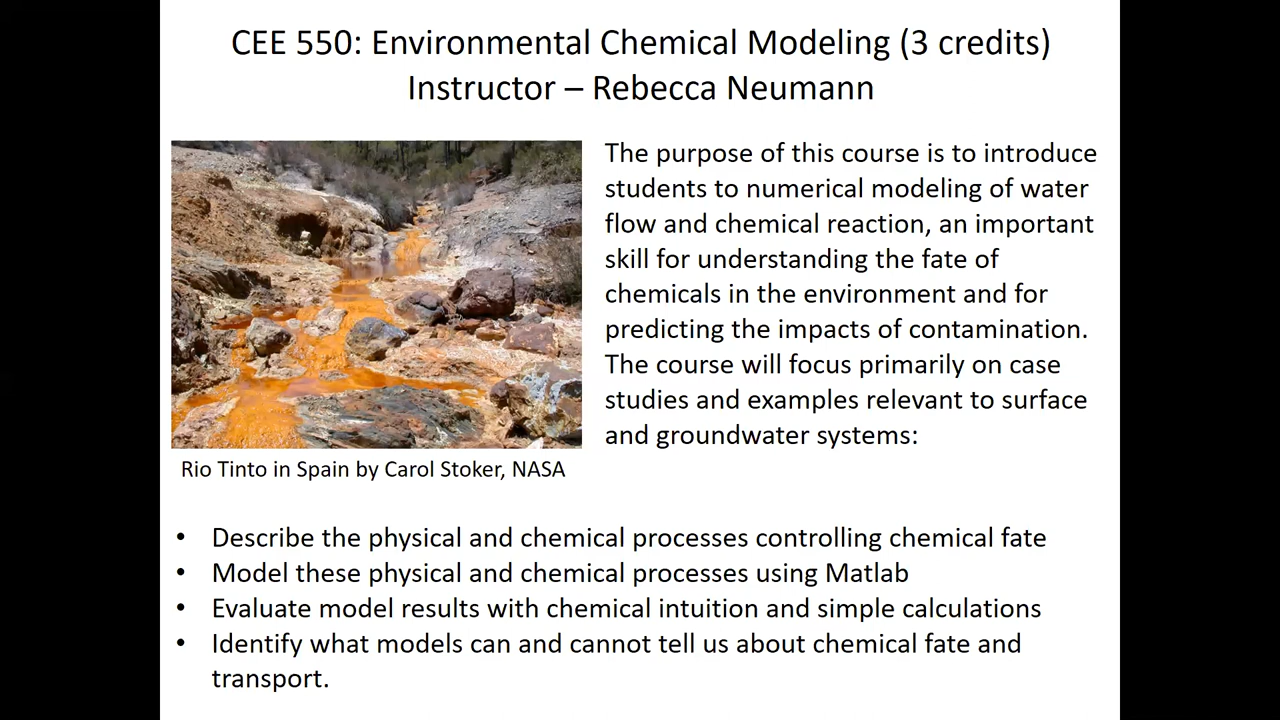 CEE 550: Environmental Chemical Modeling (3 credits)
Instructor – Rebecca Neumann
The purpose of this course is to introduce
students to numerical modeling of water
flow and chemical reaction, an important
skill for understanding the fate of
chemicals in the environment and for
predicting the impacts of contamination.
The course will focus primarily on case
studies and examples relevant to surface
and groundwater systems:
Rio Tinto in Spain by Carol Stoker, NASA
• Describe the physical and chemical processes controlling chemical fate
• Model these physical and chemical processes using Matlab
• Evaluate model results with chemical intuition and simple calculations
• Identify what models can and cannot tell us about chemical fate and
transport.